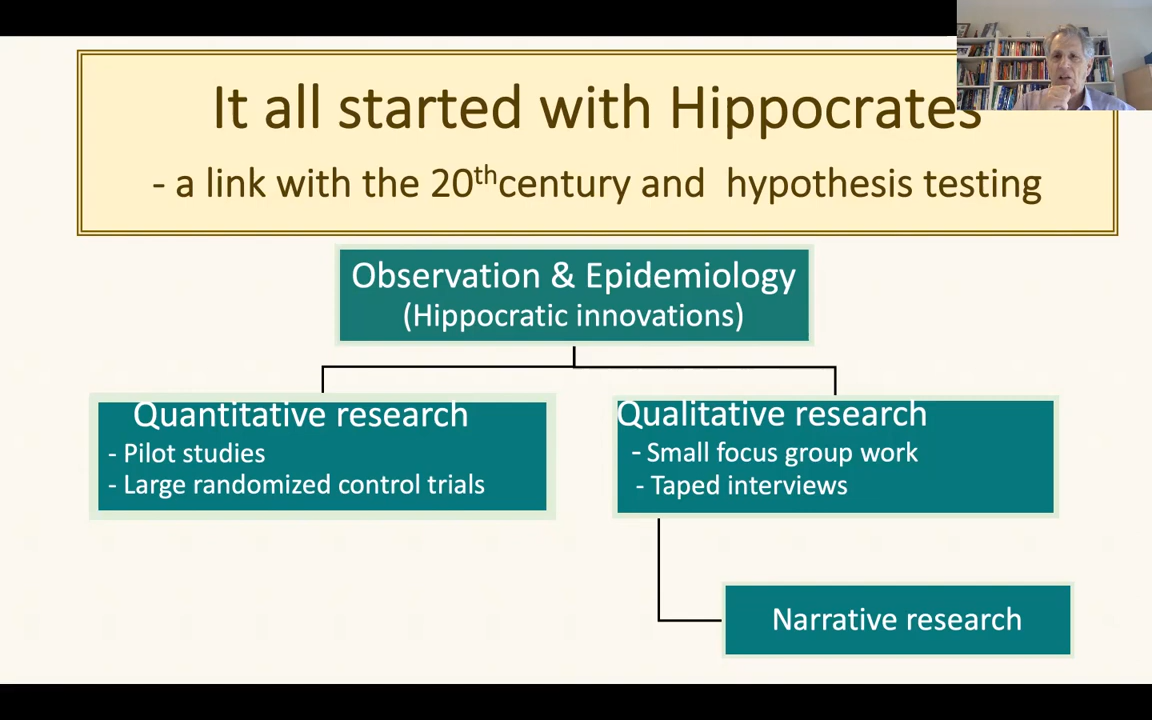 It all started with Hippocrates
- a link with the 20thcentury and hypothesis testing
Observation & Epidemiology
(Hippocratic innovations)
Quantitative research
- Pilot studies
- Large randomized control trials
Qualitative research
- Small focus group work
- Taped interviews
Narrative research